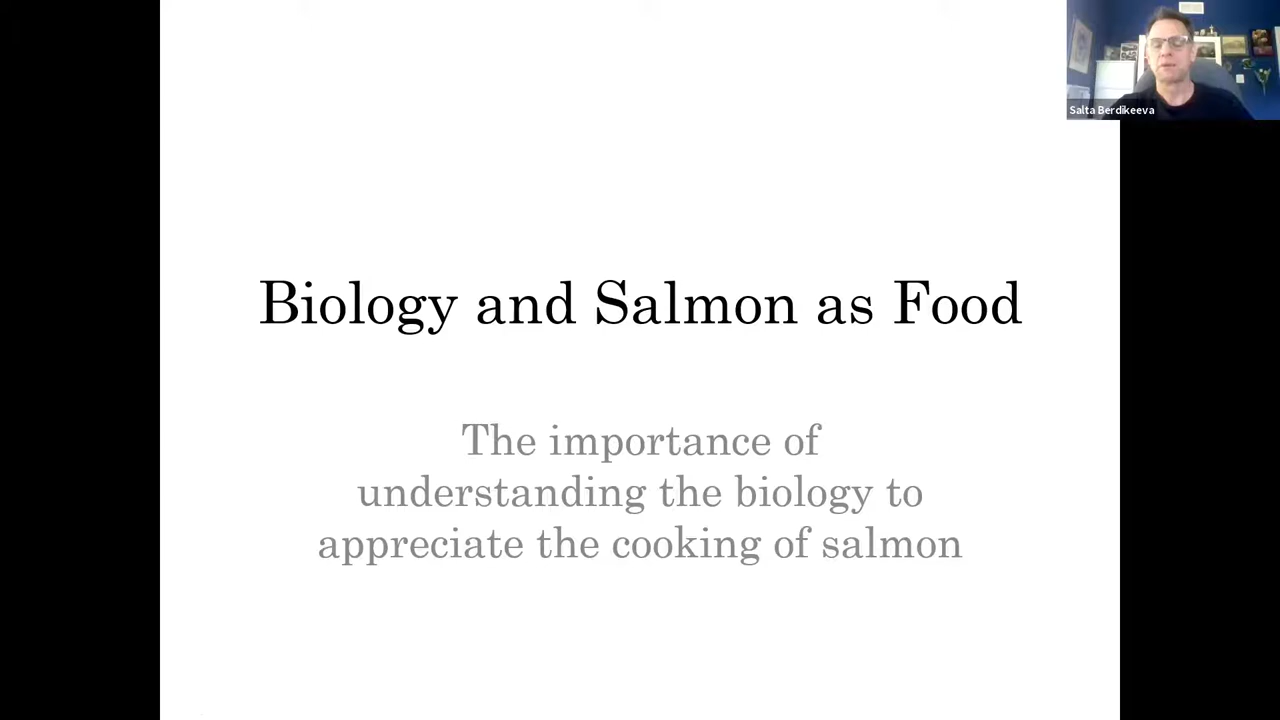 Salta Berdikeeva
Biology and Salmon as Food
The importance of
understanding the biology to
appreciate the cooking of salmon